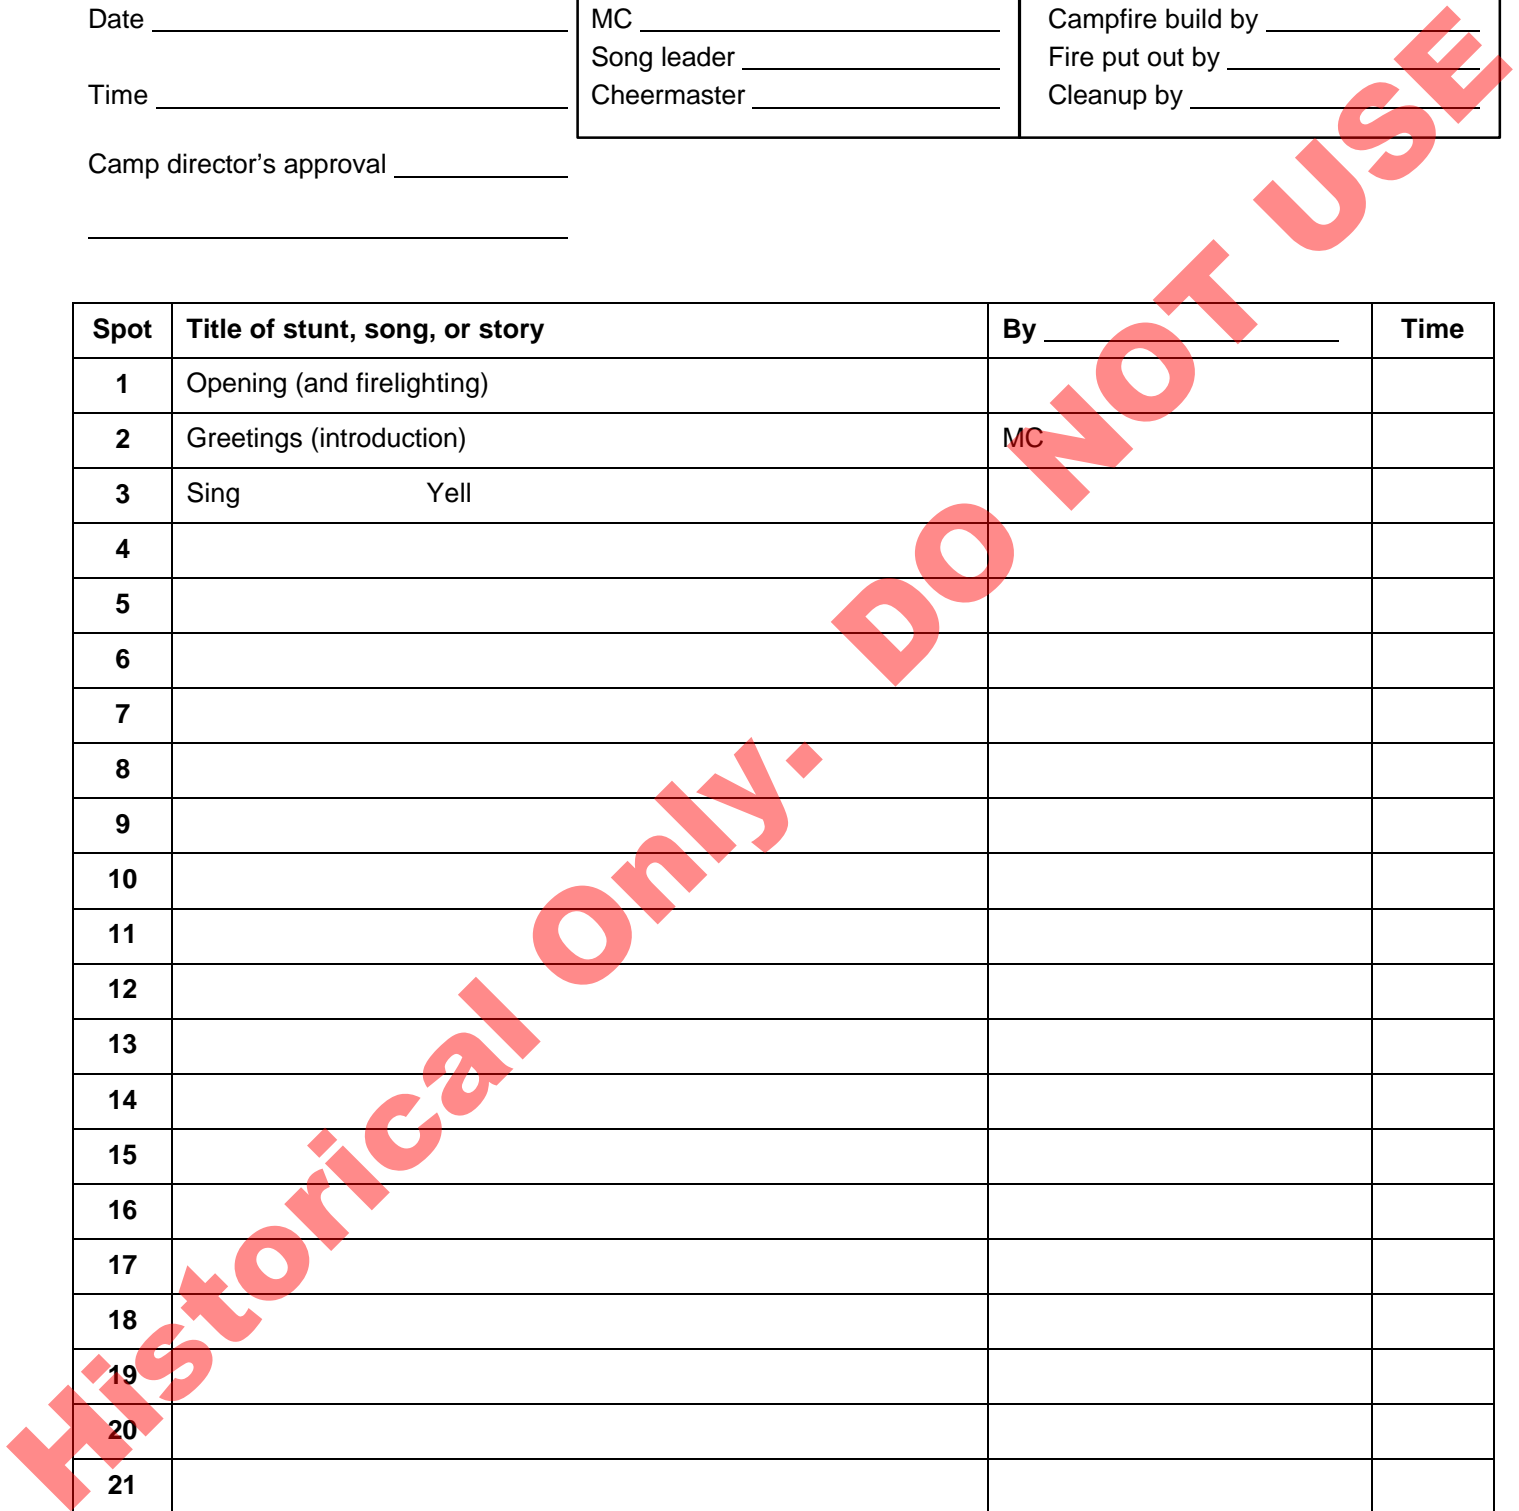 Date
Time
Camp director’s approval
MC
Song leader
Cheermaster
Campfire build by
Fire put out by
Cleanup by
Spot Title of stunt, song, or story By Time
1 Opening (and firelighting)
2 Greetings (introduction) MC
3 Sing Yell
4
5
6
7
8
9
10
11
12
13
14
15
16
17
18
19
20
21
Historical Only. DO NOT USE